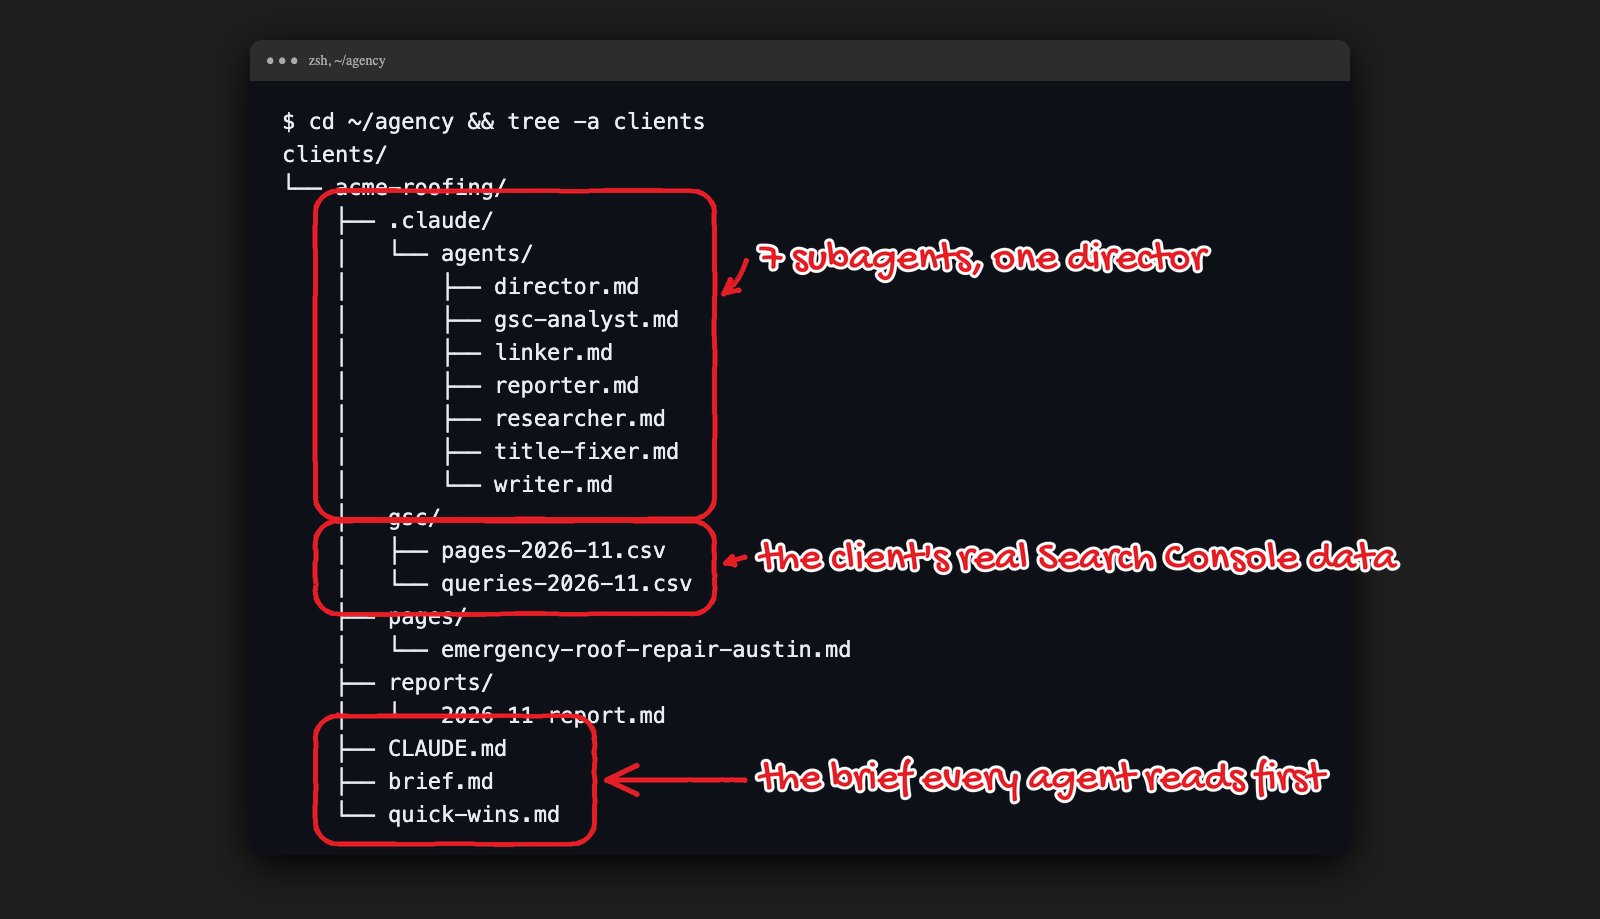 zsh, ~/agency
$ cd ~/agency && tree -a clients
clients/
└── acme-roofing/
├── .claude/
│   └── agents/
│       ├── director.md
│       ├── gsc-analyst.md
│       ├── linker.md
│       ├── reporter.md
│       ├── researcher.md
│       ├── title-fixer.md
│       └── writer.md
├── gsc/
│   ├── pages-2026-11.csv
│   └── queries-2026-11.csv
├── pages/
│   └── emergency-roof-repair-austin.md
├── reports/
│   └── 2026-11-report.md
├── CLAUDE.md
├── brief.md
└── quick-wins.md
7 subagents, one director
the client's real Search Console data
the brief every agent reads first